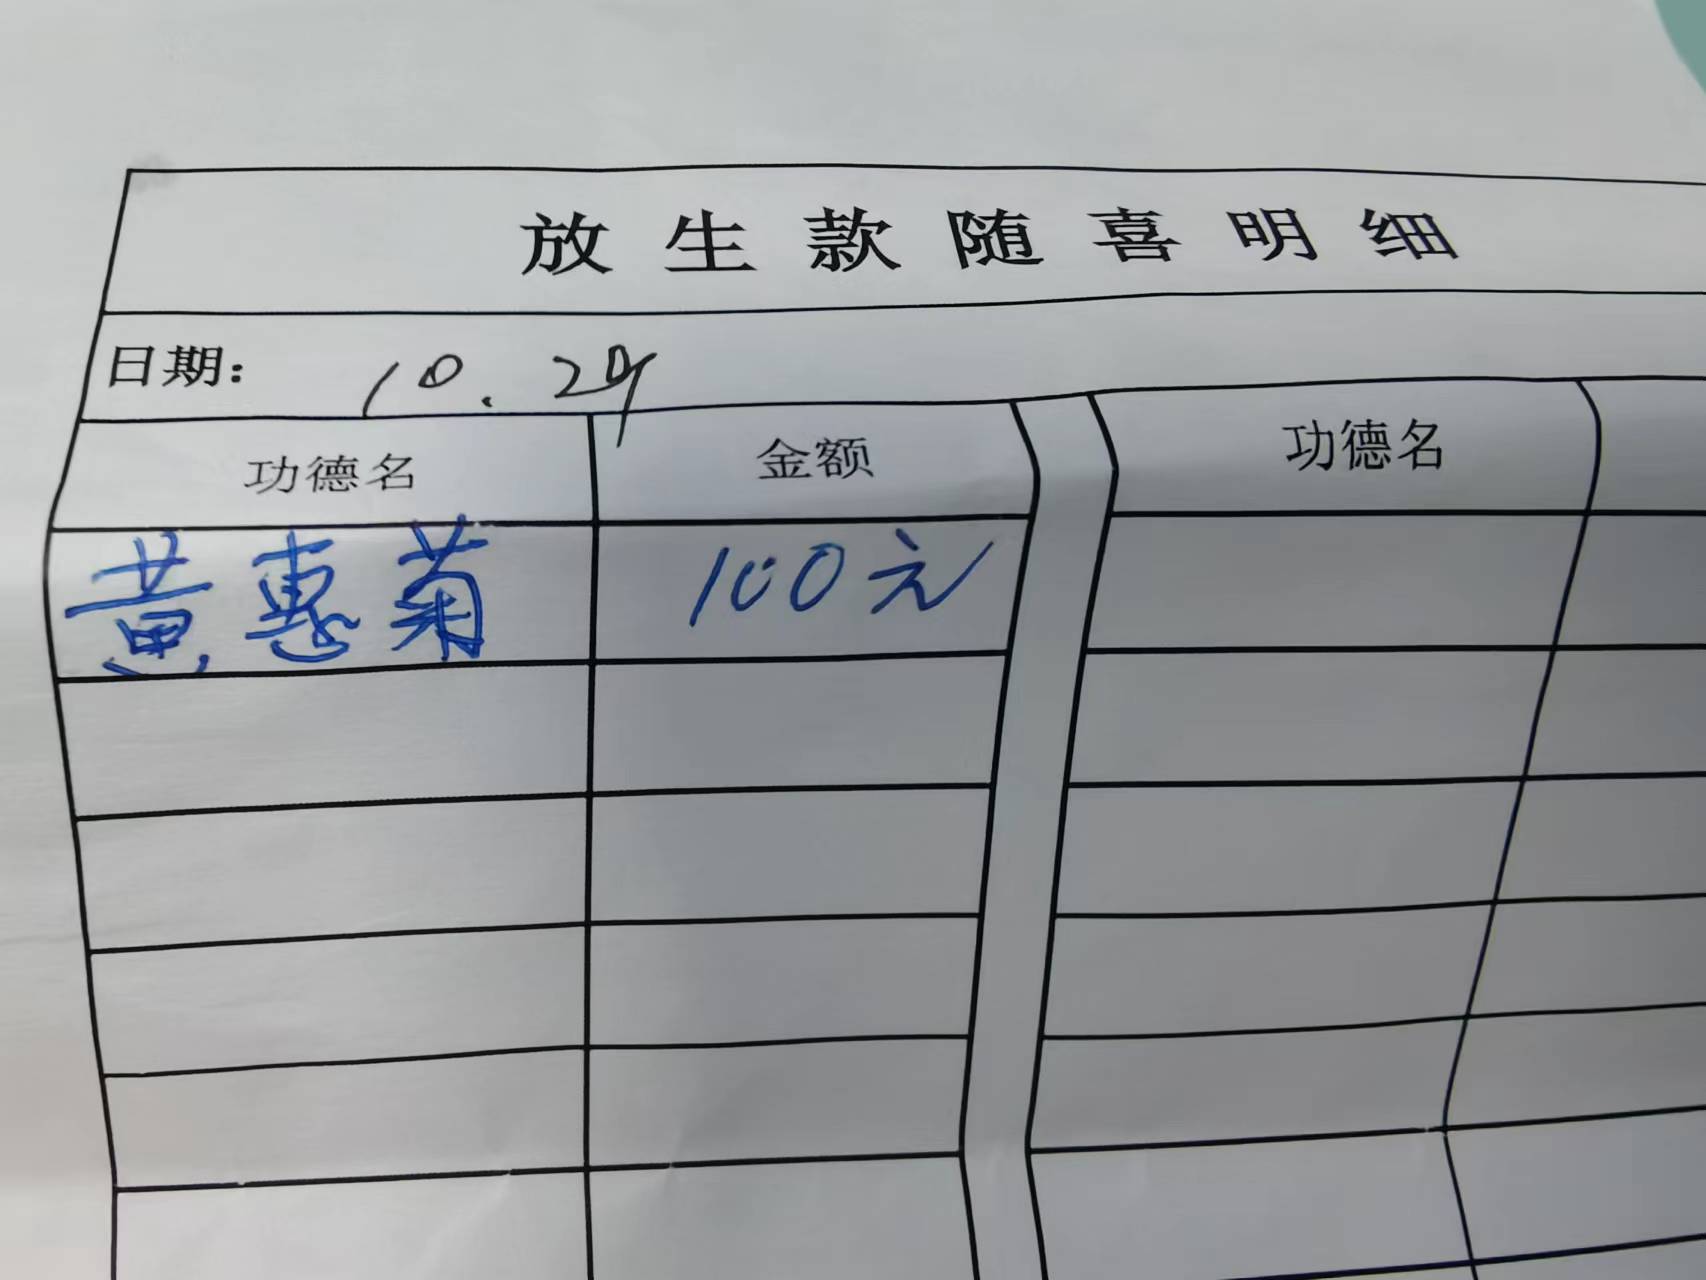 放生款随喜明细
日期: 10.29
功德名 金额 功德名
黄惠菊 100元